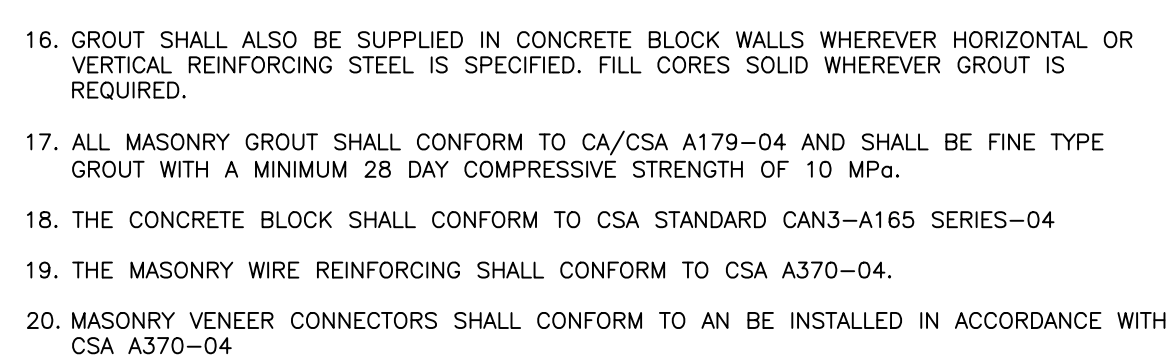 16. GROUT SHALL ALSO BE SUPPLIED IN CONCRETE BLOCK WALLS WHEREVER HORIZONTAL OR
VERTICAL REINFORCING STEEL IS SPECIFIED. FILL CORES SOLID WHEREVER GROUT IS
REQUIRED.
17. ALL MASONRY GROUT SHALL CONFORM TO CA/CSA A179-04 AND SHALL BE FINE TYPE
GROUT WITH A MINIMUM 28 DAY COMPRESSIVE STRENGTH OF 10 MPa.
18. THE CONCRETE BLOCK SHALL CONFORM TO CSA STANDARD CAN3-A165 SERIES-04
19. THE MASONRY WIRE REINFORCING SHALL CONFORM TO CSA A370-04.
20. MASONRY VENEER CONNECTORS SHALL CONFORM TO AN BE INSTALLED IN ACCORDANCE WITH
CSA A370-04